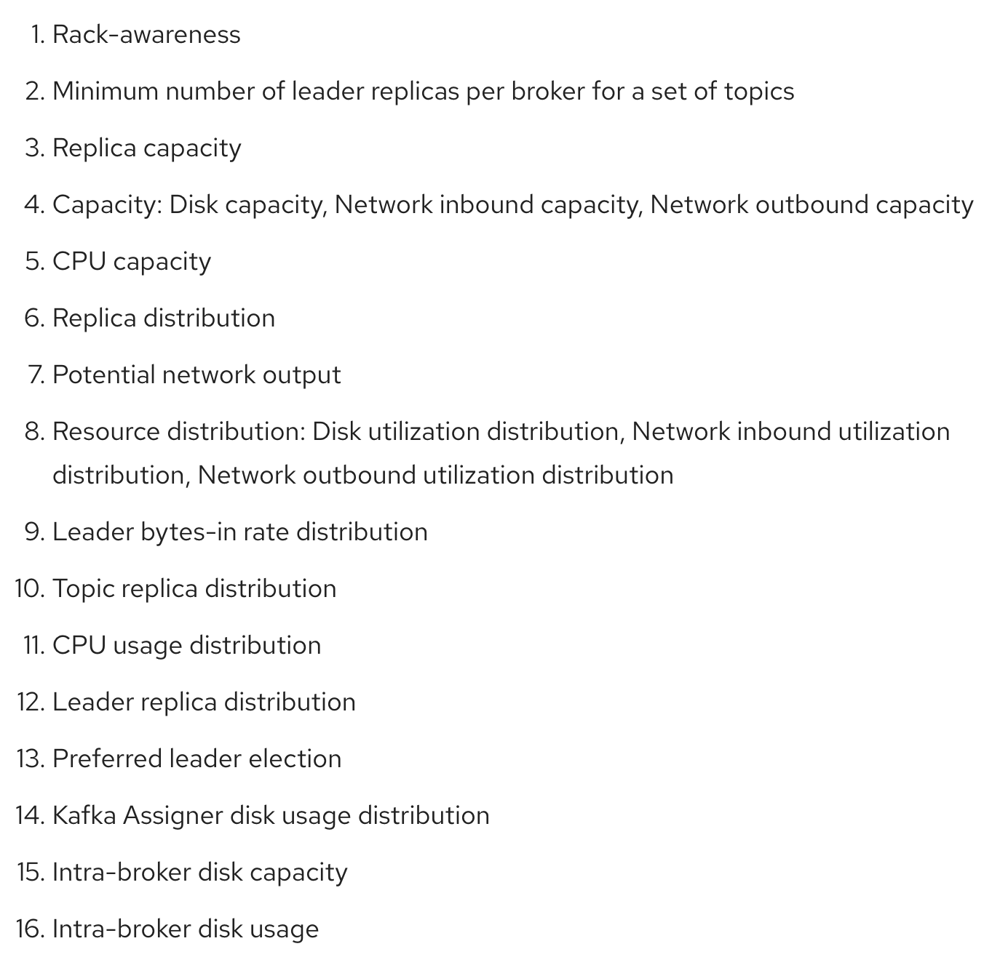 1. Rack-awareness
2. Minimum number of leader replicas per broker for a set of topics
3. Replica capacity
4. Capacity: Disk capacity, Network inbound capacity, Network outbound capacity
5. CPU capacity
6. Replica distribution
7. Potential network output
8. Resource distribution: Disk utilization distribution, Network inbound utilization
distribution, Network outbound utilization distribution
9. Leader bytes-in rate distribution
10. Topic replica distribution
11. CPU usage distribution
12. Leader replica distribution
13. Preferred leader election
14. Kafka Assigner disk usage distribution
15. Intra-broker disk capacity
16. Intra-broker disk usage